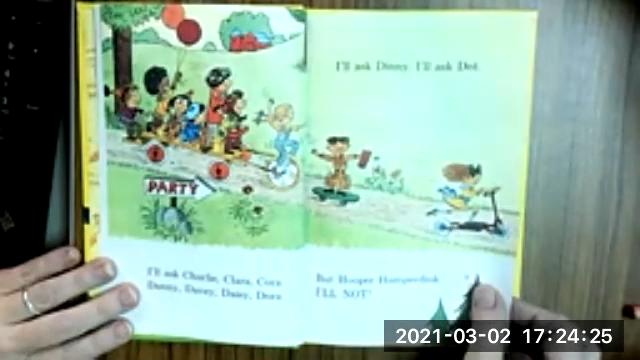 PARTY
I'll ask Charlie, Clara, Cora
Danny, Davey, Daisy, Dora
I'll ask Dinny. I'll ask Dot.
But Hooper Humperdink . . . ?
I'LL NOT!
2021-03-02 17:24:25